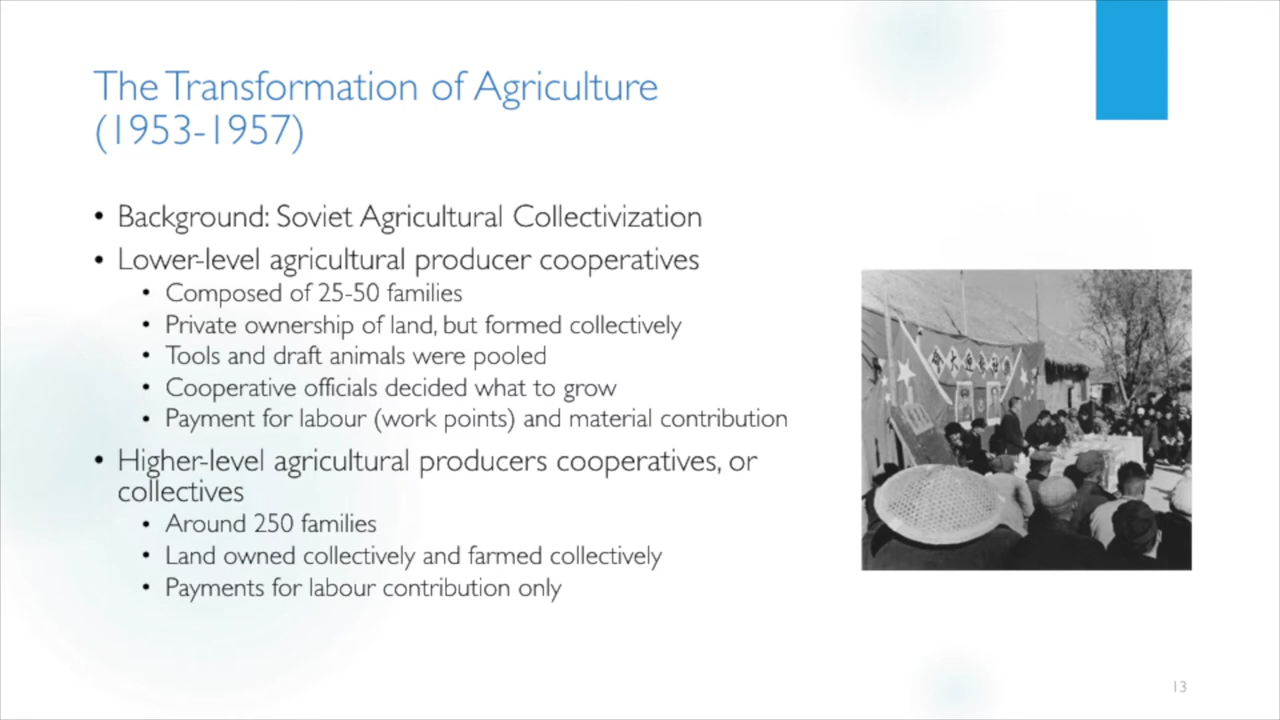 The Transformation of Agriculture
(1953-1957)
• Background: Soviet Agricultural Collectivization
• Lower-level agricultural producer cooperatives
• Composed of 25-50 families
• Private ownership of land, but formed collectively
• Tools and draft animals were pooled
• Cooperative officials decided what to grow
• Payment for labour (work points) and material contribution
• Higher-level agricultural producers cooperatives, or
collectives
• Around 250 families
• Land owned collectively and farmed collectively
• Payments for labour contribution only
13